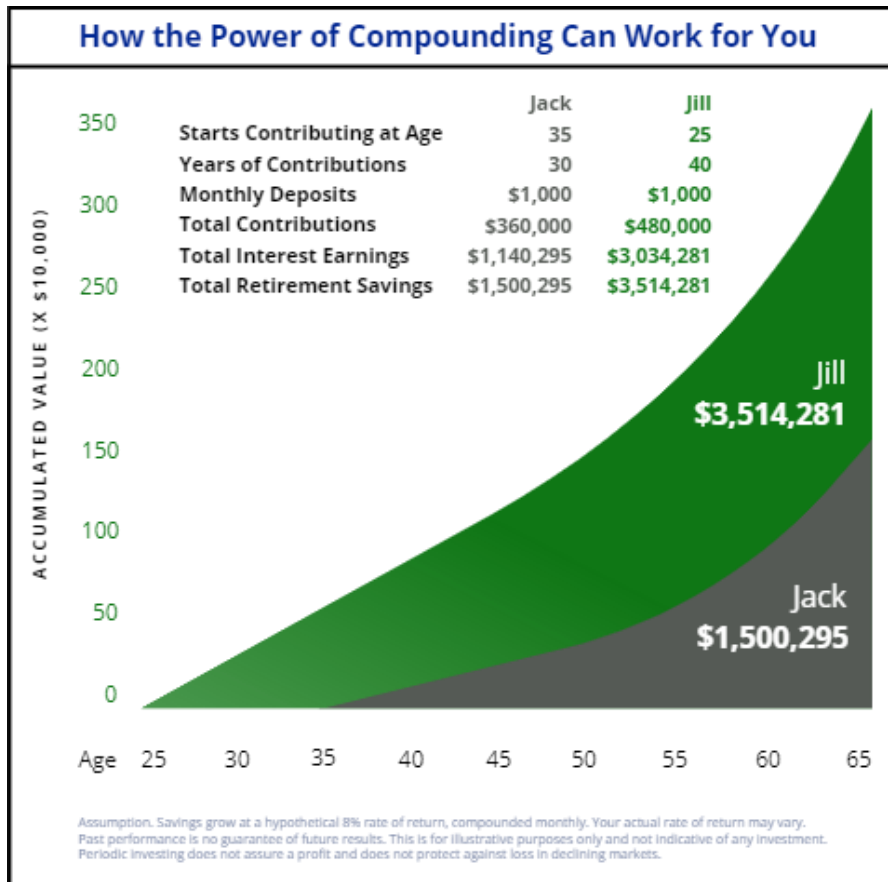 How the Power of Compounding Can Work for You
Jack Jill
Starts Contributing at Age 35 25
Years of Contributions 30 40
Monthly Deposits $1,000 $1,000
Total Contributions $360,000 $480,000
Total Interest Earnings $1,140,295 $3,034,281
Total Retirement Savings $1,500,295 $3,514,281
ACCUMULATED VALUE (X $10,000)
350
300
250
200
150
100
50
0
Jill
$3,514,281
Jack
$1,500,295
Age 25 30 35 40 45 50 55 60 65
Assumption. Savings grow at a hypothetical 8% rate of return, compounded monthly. Your actual rate of return may vary.
Past performance is no guarantee of future results. This is for illustrative purposes only and not indicative of any investment.
Periodic investing does not assure a profit and does not protect against loss in declining markets.